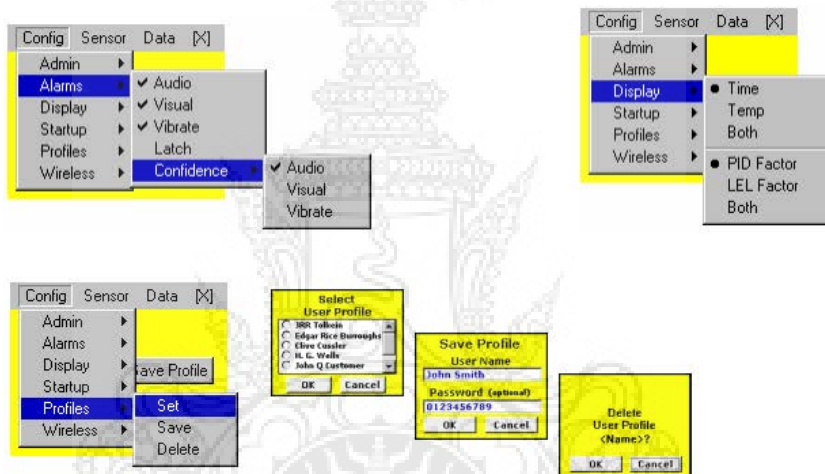 Config Sensor Data [X]
Admin
Alarms
Display
Startup
Profiles
Wireless
Audio
Visual
Vibrate
Latch
Confidence
Audio
Visual
Vibrate
Config Sensor Data [X]
Admin
Alarms
Display
Startup
Profiles
Wireless
Time
Temp
Both
PID Factor
LEL Factor
Both
Config Sensor Data [X]
Admin
Alarms
Display
Startup
Profiles
Wireless
ave Profile
Set
Save
Delete
Select
User Profile
JRR Tolkein
Edgar Rice Burroughs
Clive Cussler
H. G. Wells
John Q Customer
OK Cancel
Save Profile
User Name
John Smith
Password (optional)
0123456789
OK Cancel
Delete
User Profile
<Name>?
OK Cancel